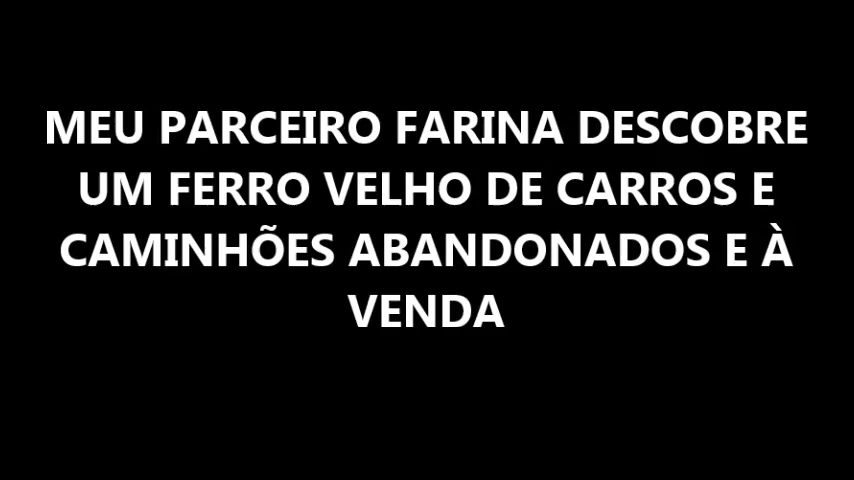 MEU PARCEIRO FARINA DESCOBRE
UM FERRO VELHO DE CARROS E
CAMINHÕES ABANDONADOS E À
VENDA